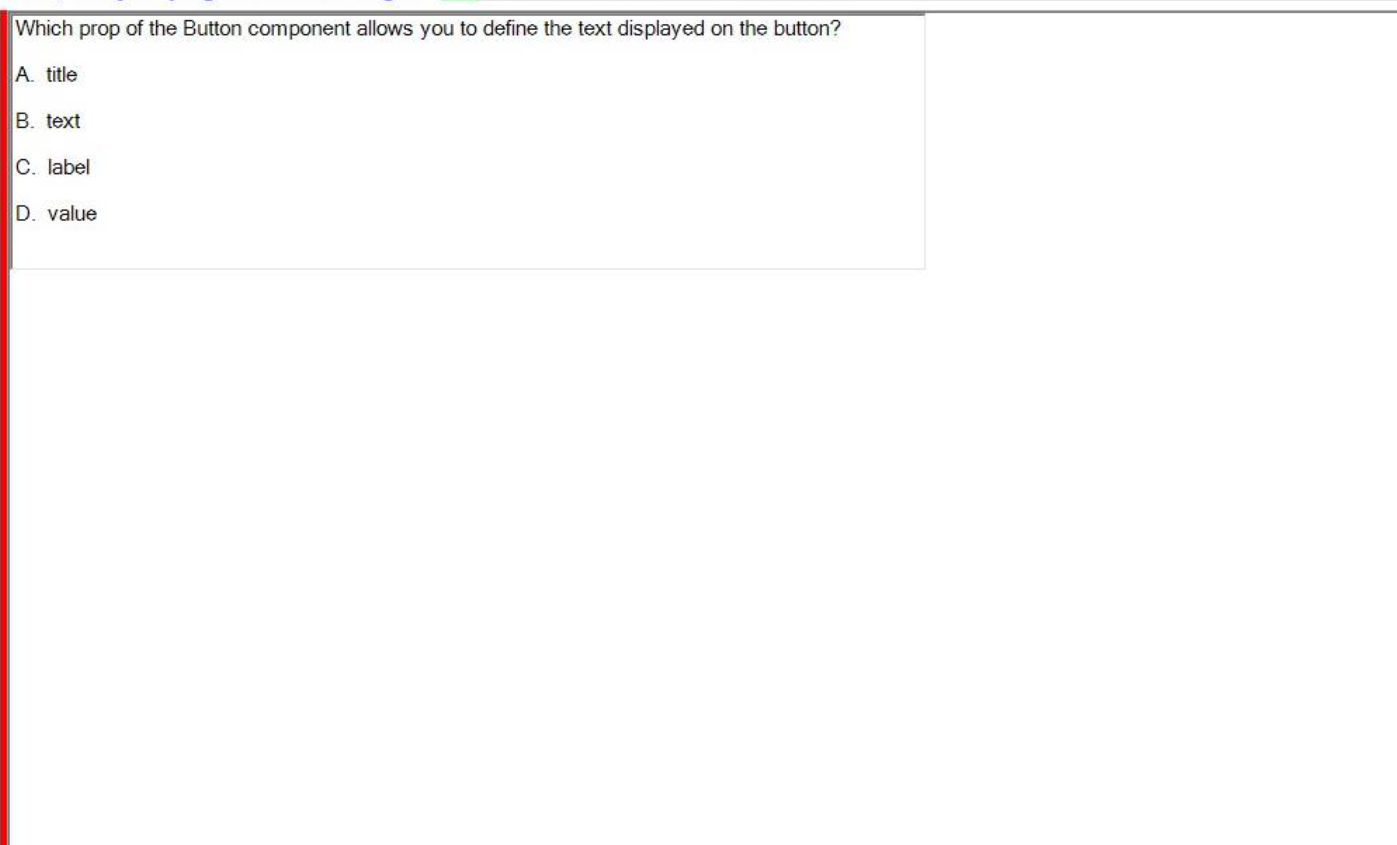 Which prop of the Button component allows you to define the text displayed on the button?
A. title
B. text
C. label
D. value